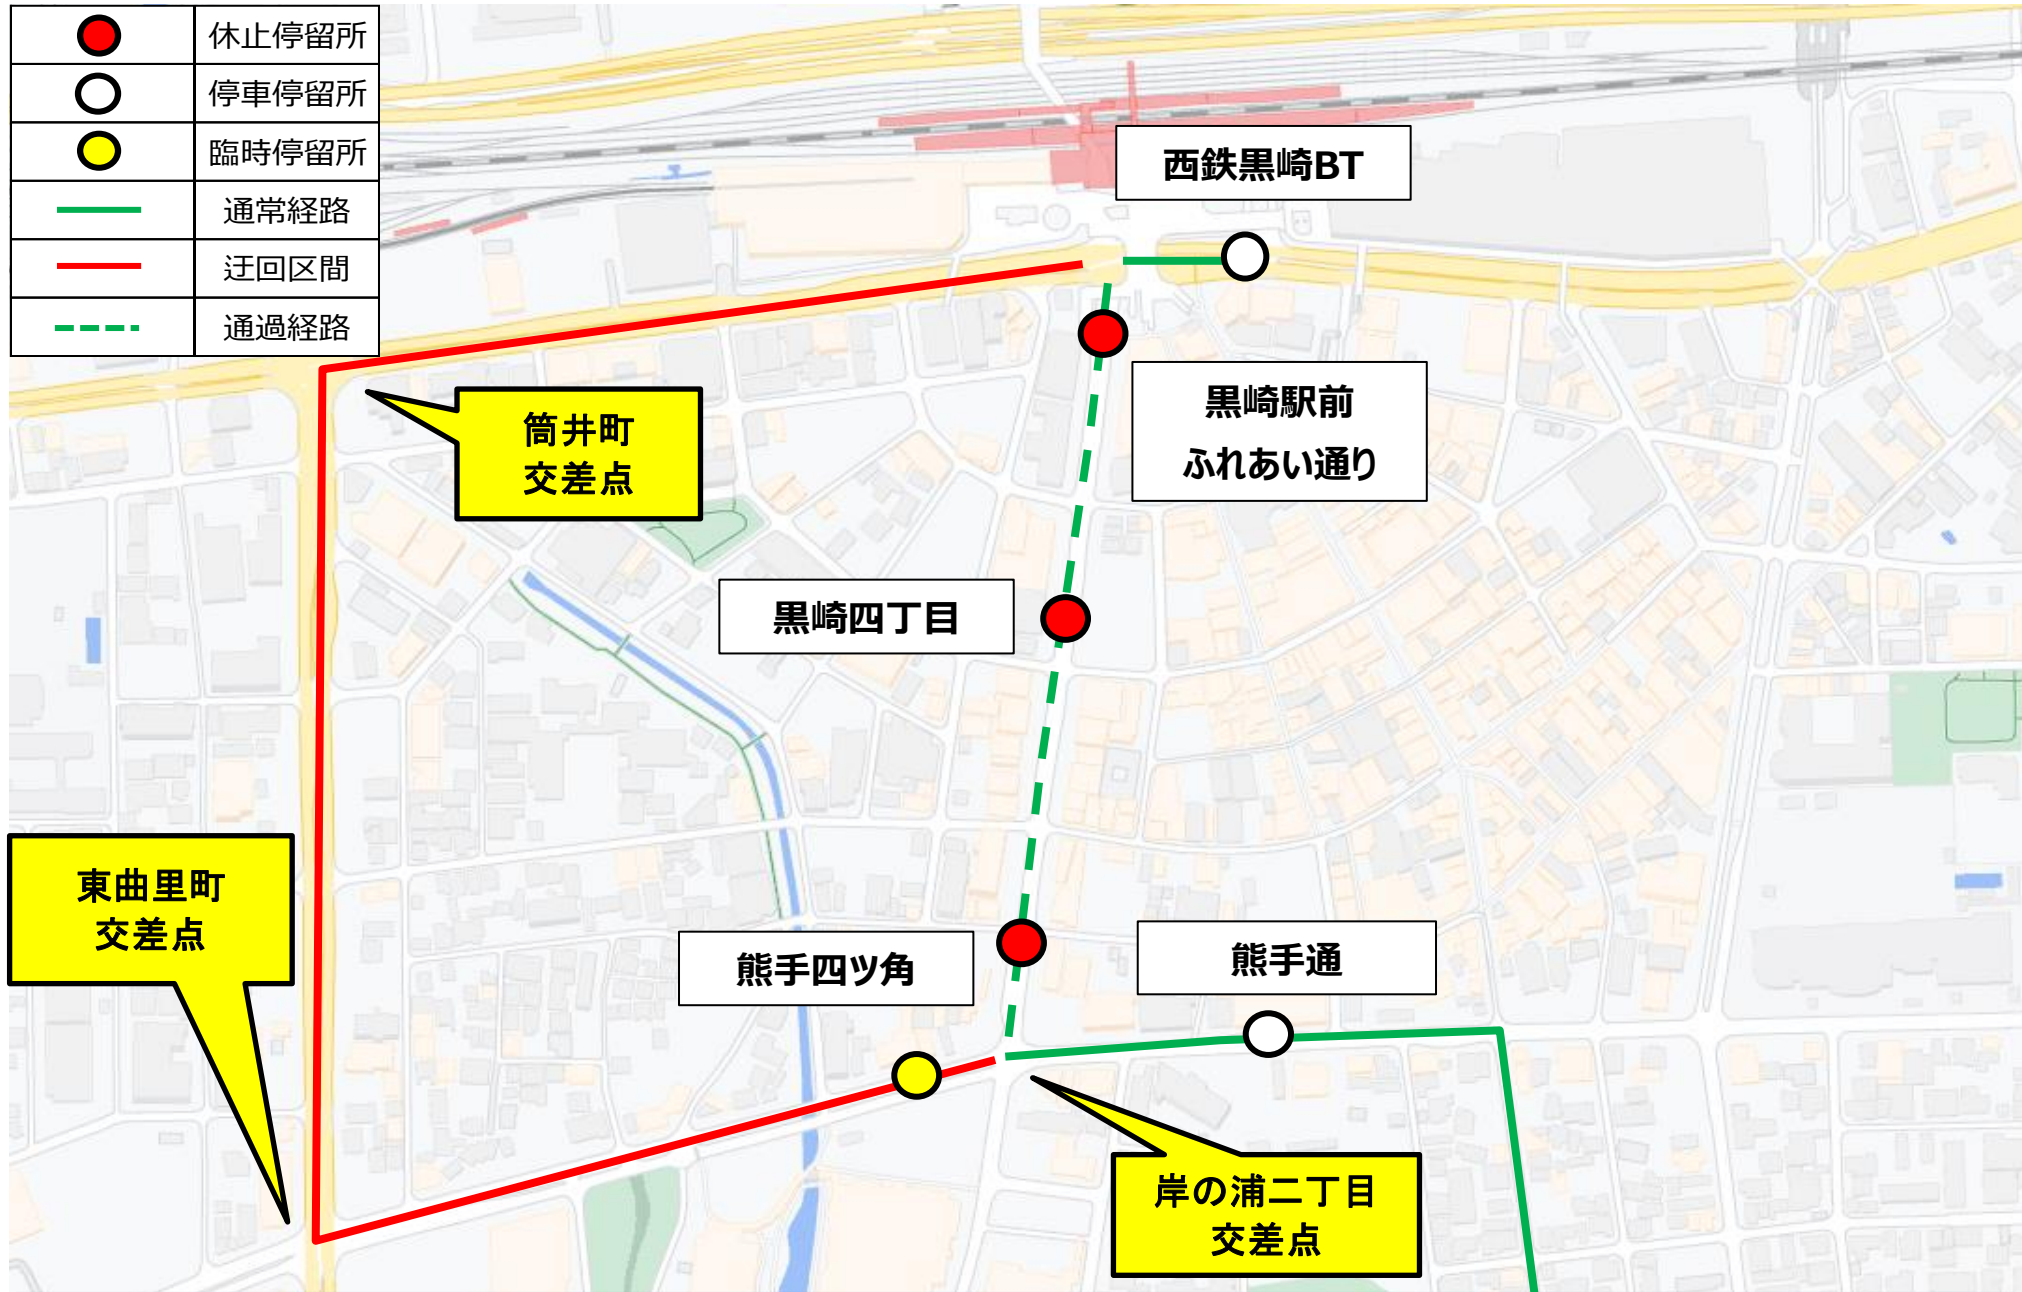 休止停留所
停車停留所
臨時停留所
通常経路
迂回区間
通過経路
西鉄黒崎BT
黒崎駅前
ふれあい通り
筒井町
交差点
黒崎四丁目
東曲里町
交差点
熊手四ツ角
熊手通
岸の浦二丁目
交差点